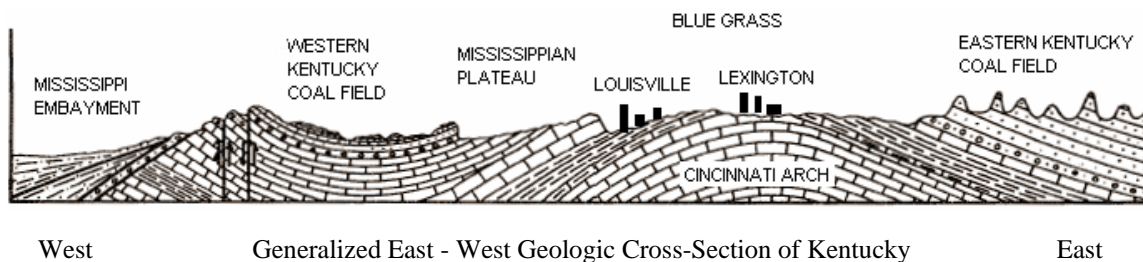 MISSISSIPPI
EMBAYMENT
WESTERN
KENTUCKY
COAL FIELD
MISSISSIPPIAN
PLATEAU
BLUE GRASS
LOUISVILLE
LEXINGTON
EASTERN KENTUCKY
COAL FIELD
CINCINNATI ARCH
West Generalized East - West Geologic Cross-Section of Kentucky East